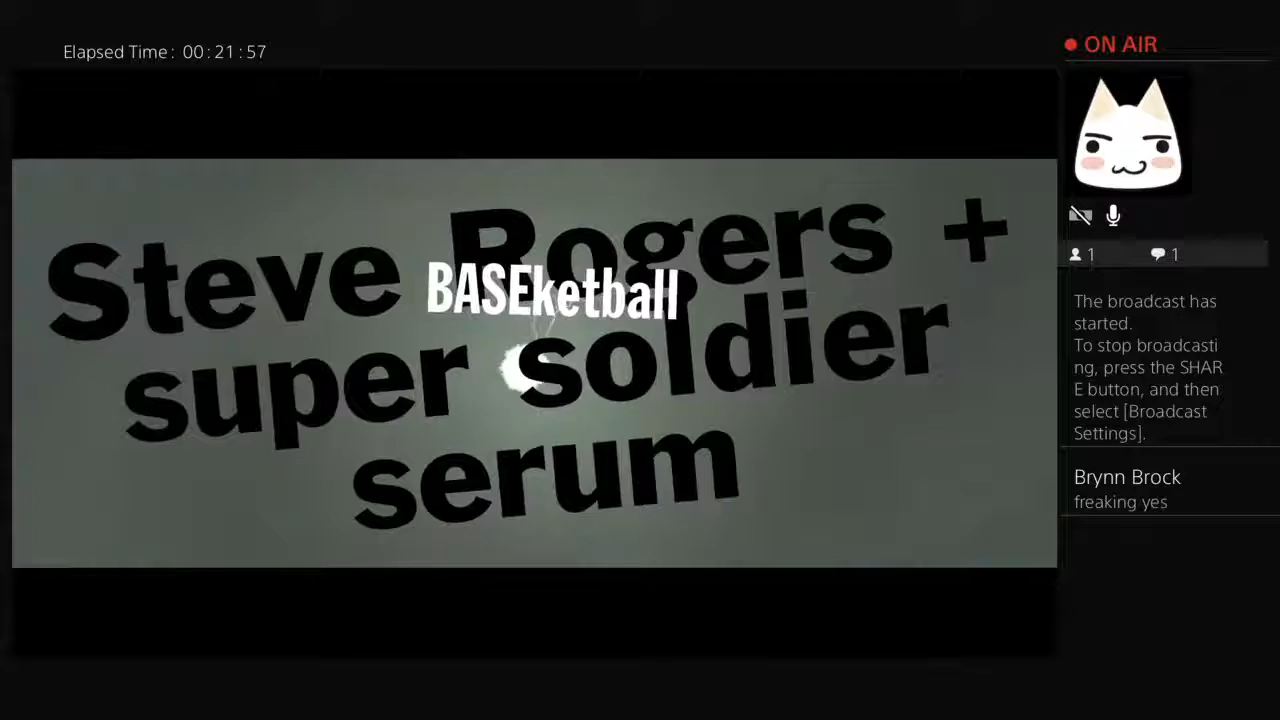 Elapsed Time: 00:21:57
ON AIR
Steve Rogers +
BASEketball
super soldier
serum
1
1
The broadcast has
started.
To stop broadcasti
ng, press the SHAR
E button, and then
select [Broadcast
Settings].
Brynn Brock
freaking yes